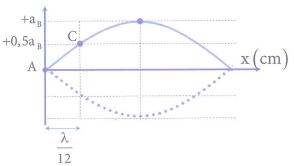 +a_B
+0,5a_B
C
A
x (cm)
λ/12